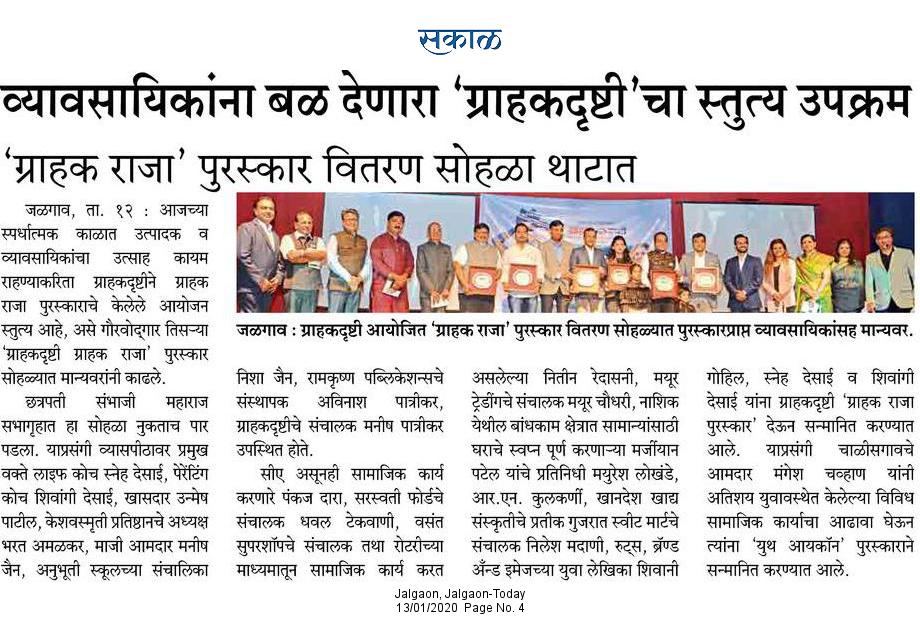 सकाळ
व्यावसायिकांना बळ देणारा ‘ग्राहकदृष्टी’चा स्तुत्य उपक्रम
‘ग्राहक राजा’ पुरस्कार वितरण सोहळा थाटात
जळगाव, ता. १२ : आजच्या
स्पर्धात्मक काळात उत्पादक व
व्यावसायिकांचा उत्साह कायम
राहण्याकरिता ग्राहकदृष्टीने ग्राहक
राजा पुरस्काराचे केलेले आयोजन
स्तुत्य आहे, असे गौरवोद्‌गार तिसऱ्या
‘ग्राहकदृष्टी ग्राहक राजा’ पुरस्कार
सोहळ्यात मान्यवरांनी काढले.
छत्रपती संभाजी महाराज
सभागृहात हा सोहळा नुकताच पार
पडला. याप्रसंगी व्यासपीठावर प्रमुख
वक्ते लाइफ कोच स्नेह देसाई, पेरेंटिंग
कोच शिवांगी देसाई, खासदार उन्मेष
पाटील, केशवस्मृती प्रतिष्ठानचे अध्यक्ष
भरत अमळकर, माजी आमदार मनीष
जैन, अनुभूती स्कूलच्या संचालिका
जळगाव : ग्राहकदृष्टी आयोजित ‘ग्राहक राजा’ पुरस्कार वितरण सोहळ्यात पुरस्कारप्राप्त व्यावसायिकांसह मान्यवर.
निशा जैन, रामकृष्ण पब्लिकेशन्सचे
संस्थापक अविनाश पात्रीकर,
ग्राहकदृष्टीचे संचालक मनीष पात्रीकर
उपस्थित होते.
सीए असूनही सामाजिक कार्य
करणारे पंकज दारा, सरस्वती फोर्डचे
संचालक धवल टेकवाणी, वसंत
सुपरशॉपचे संचालक तथा रोटरीच्या
माध्यमातून सामाजिक कार्य करत
असलेल्या नितीन रेदासनी, मयूर
ट्रेडींगचे संचालक मयूर चौधरी, नाशिक
येथील बांधकाम क्षेत्रात सामान्यांसाठी
घराचे स्वप्न पूर्ण करणाऱ्या मर्जीयान
पटेल यांचे प्रतिनिधी मयुरेश लोखंडे,
आर.एन. कुलकर्णी, खानदेश खाद्य
संस्कृतीचे प्रतीक गुजरात स्वीट मार्टचे
संचालक निलेश मदाणी, रुट्स, ब्रॅण्ड
अँन्ड इमेजच्या युवा लेखिका शिवानी
गोहिल, स्नेह देसाई व शिवांगी
देसाई यांना ग्राहकदृष्टी ‘ग्राहक राजा
पुरस्कार’ देऊन सन्मानित करण्यात
आले. याप्रसंगी चाळीसगावचे
आमदार मंगेश चव्हाण यांनी
अतिशय युवावस्थेत केलेल्या विविध
सामाजिक कार्याचा आढावा घेऊन
त्यांना ‘युथ आयकॉन’ पुरस्काराने
सन्मानित करण्यात आले.
Jalgaon, Jalgaon-Today
13/01/2020 Page No. 4